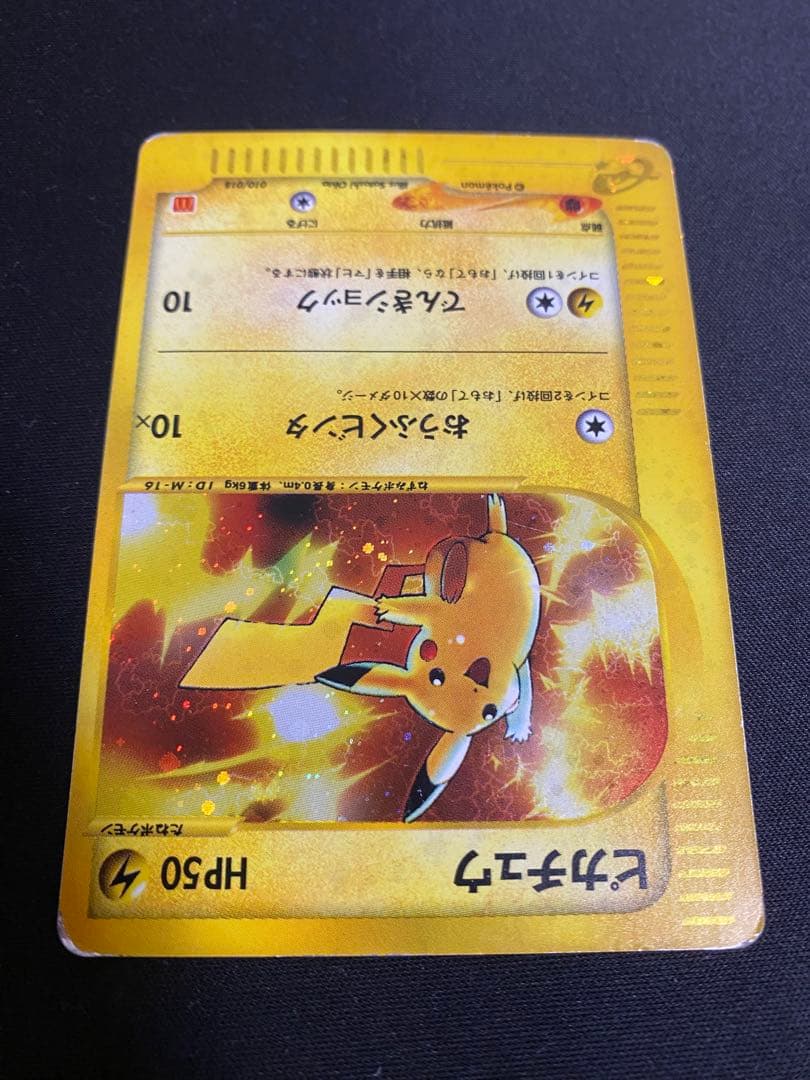 ピカチュウ HP50
たねポケモン
ねずみポケモン：身長0.4m、体重6kg ID：M-16
おうふくビンタ 10×
コインを2回投げ、「おもて」の数×10ダメージ。
でんきショック 10
コインを1回投げ、「おもて」なら、相手を「マヒ」状態にする。
弱点 抵抗力 にげる
©Pokémon Illus. 010/018